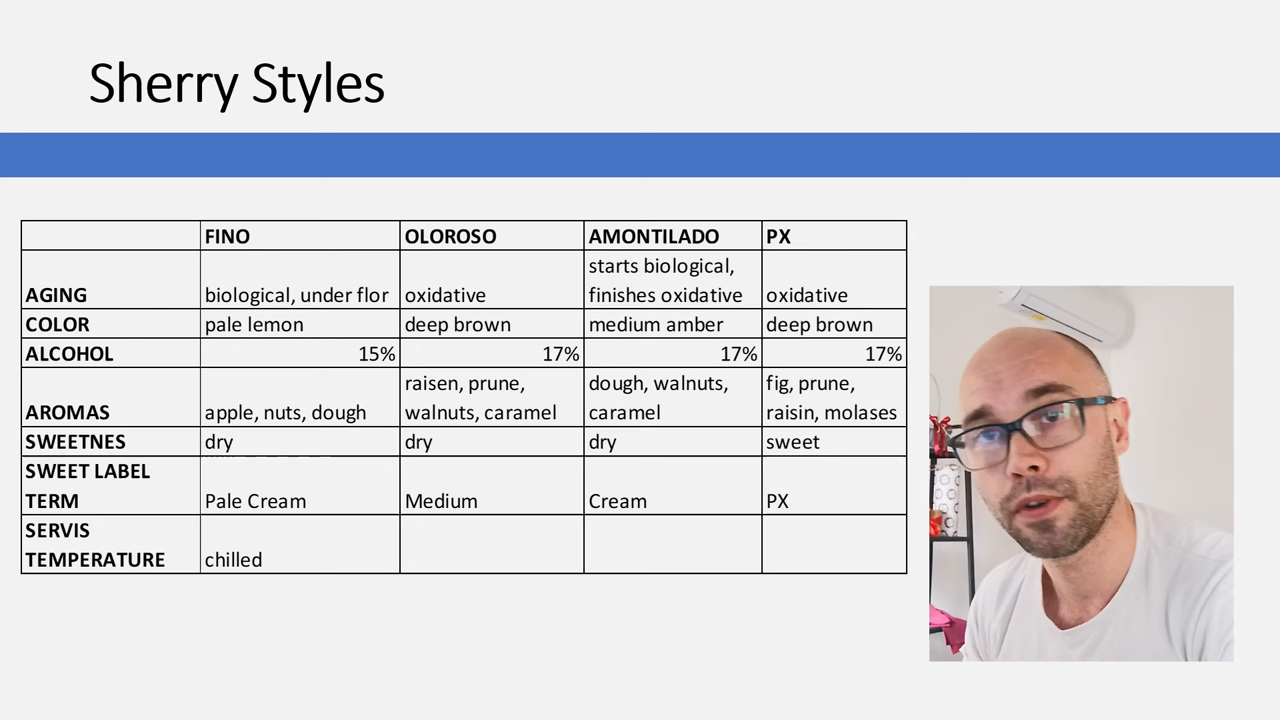 Sherry Styles
FINO OLOROSO AMONTILADO PX
AGING biological, under flor oxidative starts biological, finishes oxidative oxidative
COLOR pale lemon deep brown medium amber deep brown
ALCOHOL 15% 17% 17% 17%
AROMAS apple, nuts, dough raisen, prune, walnuts, caramel dough, walnuts, caramel fig, prune, raisin, molases
SWEETNES dry dry dry sweet
SWEET LABEL TERM Pale Cream Medium Cream PX
SERVIS TEMPERATURE chilled